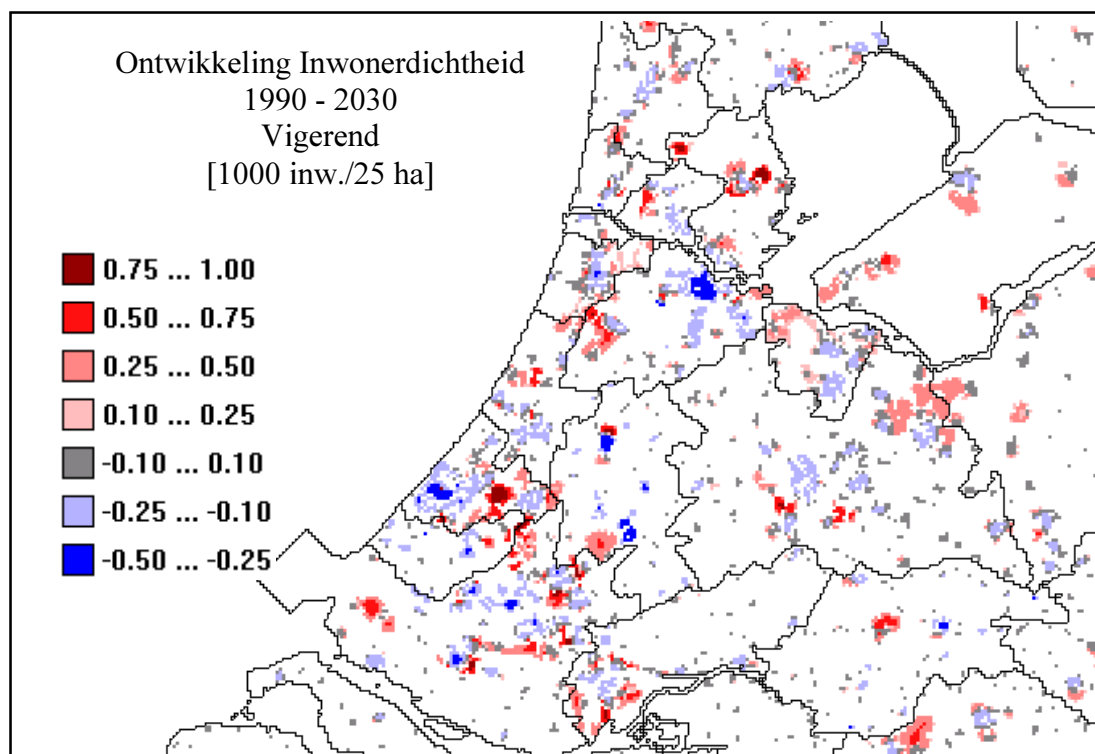 Ontwikkeling Inwonerdichtheid
1990 - 2030
Vigerend
[1000 inw./25 ha]
0.75 ... 1.00
0.50 ... 0.75
0.25 ... 0.50
0.10 ... 0.25
-0.10 ... 0.10
-0.25 ... -0.10
-0.50 ... -0.25